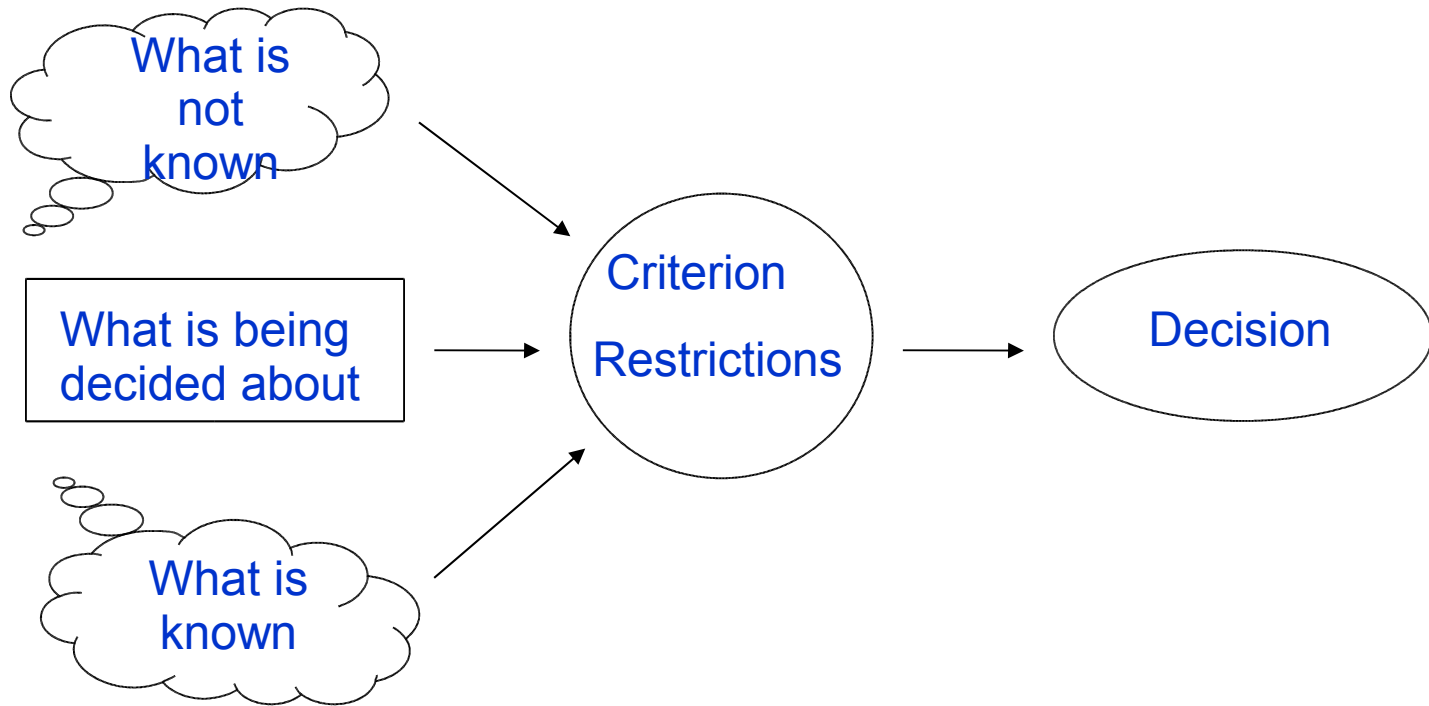 What is
not
known
What is being
decided about
What is
known
Criterion
Restrictions
Decision